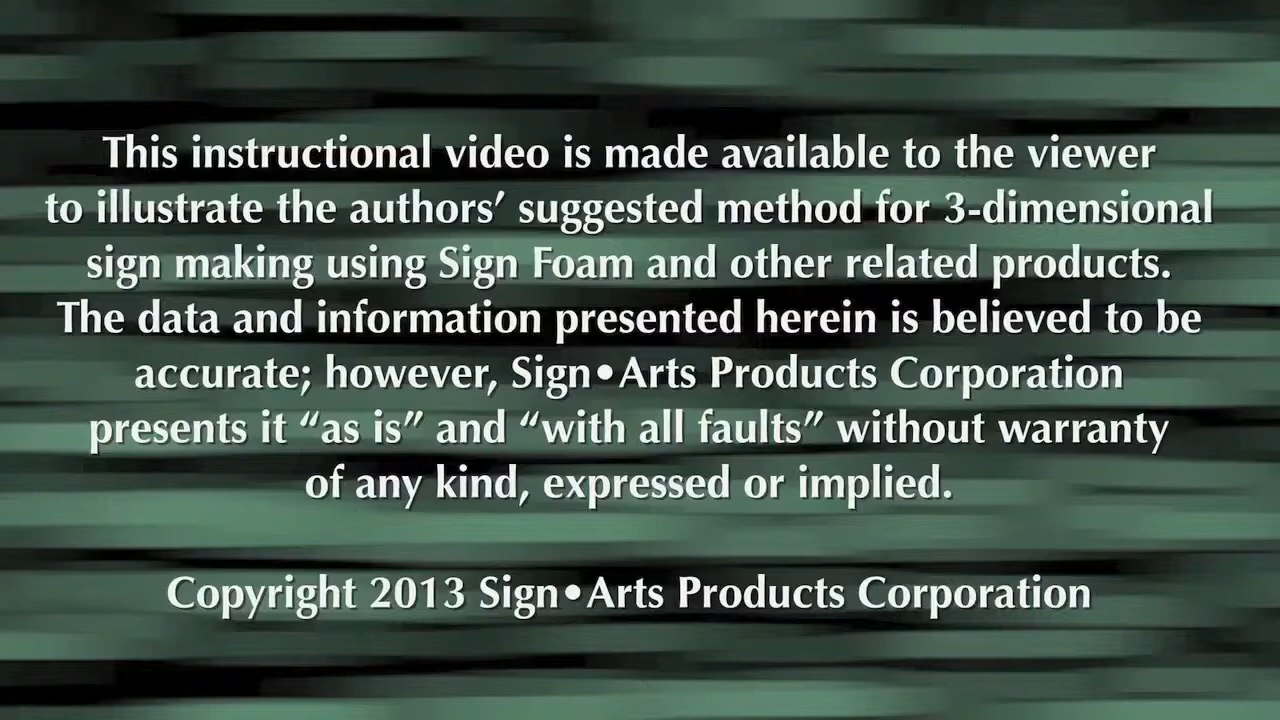 This instructional video is made available to the viewer
to illustrate the authors’ suggested method for 3-dimensional
sign making using Sign Foam and other related products.
The data and information presented herein is believed to be
accurate; however, Sign•Arts Products Corporation
presents it “as is” and “with all faults” without warranty
of any kind, expressed or implied.
Copyright 2013 Sign•Arts Products Corporation